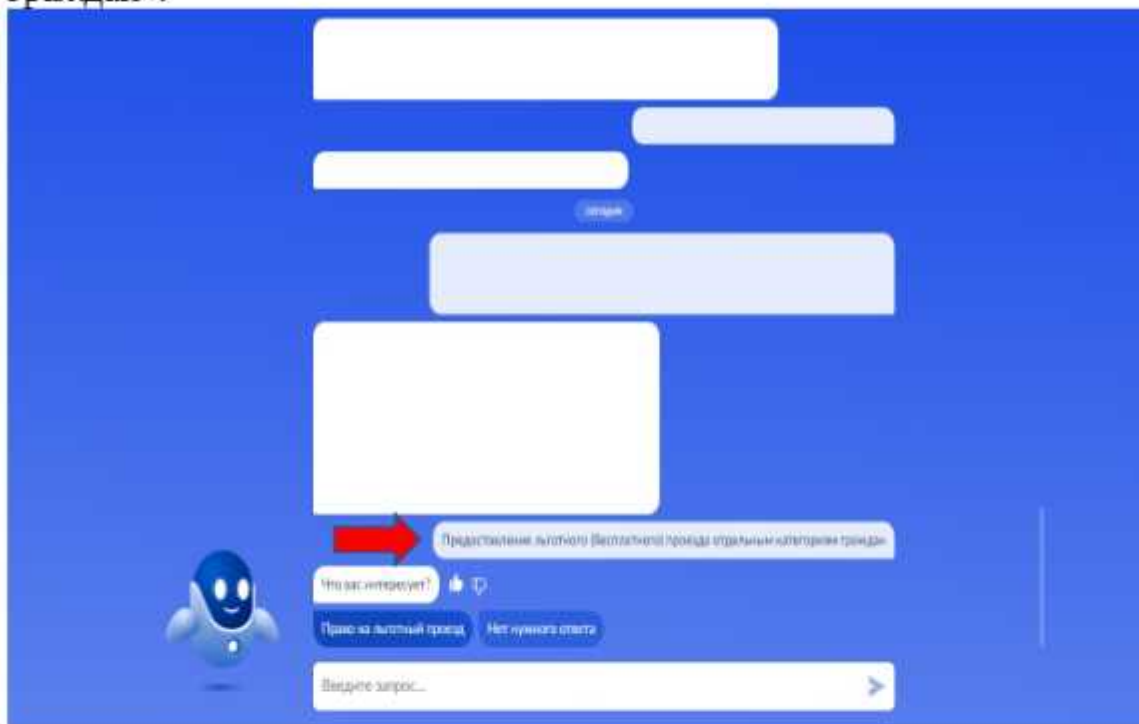 сегодня
Предоставление льготного (бесплатного) проезда отдельным категориям граждан
Что вас интересует?
Право на льготный проезд Нет нужного ответа
Введите запрос...